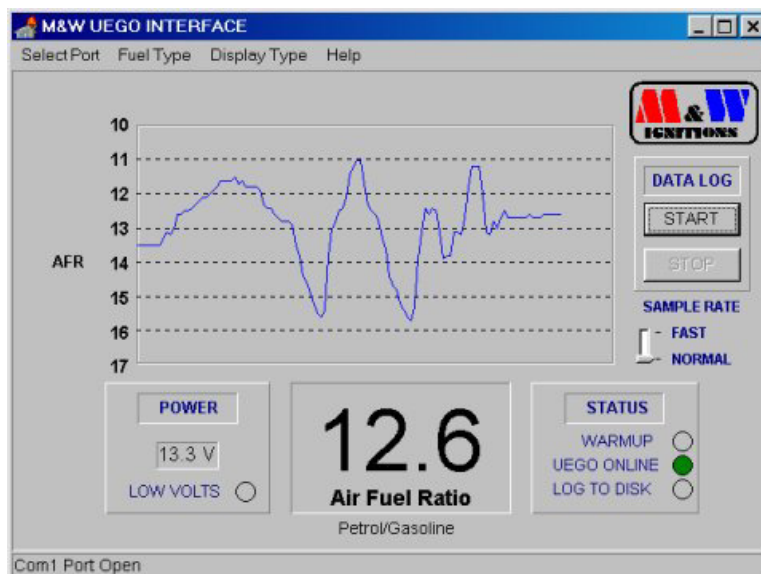 M&W UEGO INTERFACE
Select Port Fuel Type Display Type Help
10
11
12
13
14
15
16
17
AFR
M&W
IGNITIONS
DATA LOG
START
STOP
SAMPLE RATE
FAST
NORMAL
POWER
13.3 V
LOW VOLTS
12.6
Air Fuel Ratio
Petrol/Gasoline
STATUS
WARMUP
UEGO ONLINE
LOG TO DISK
Com1 Port Open